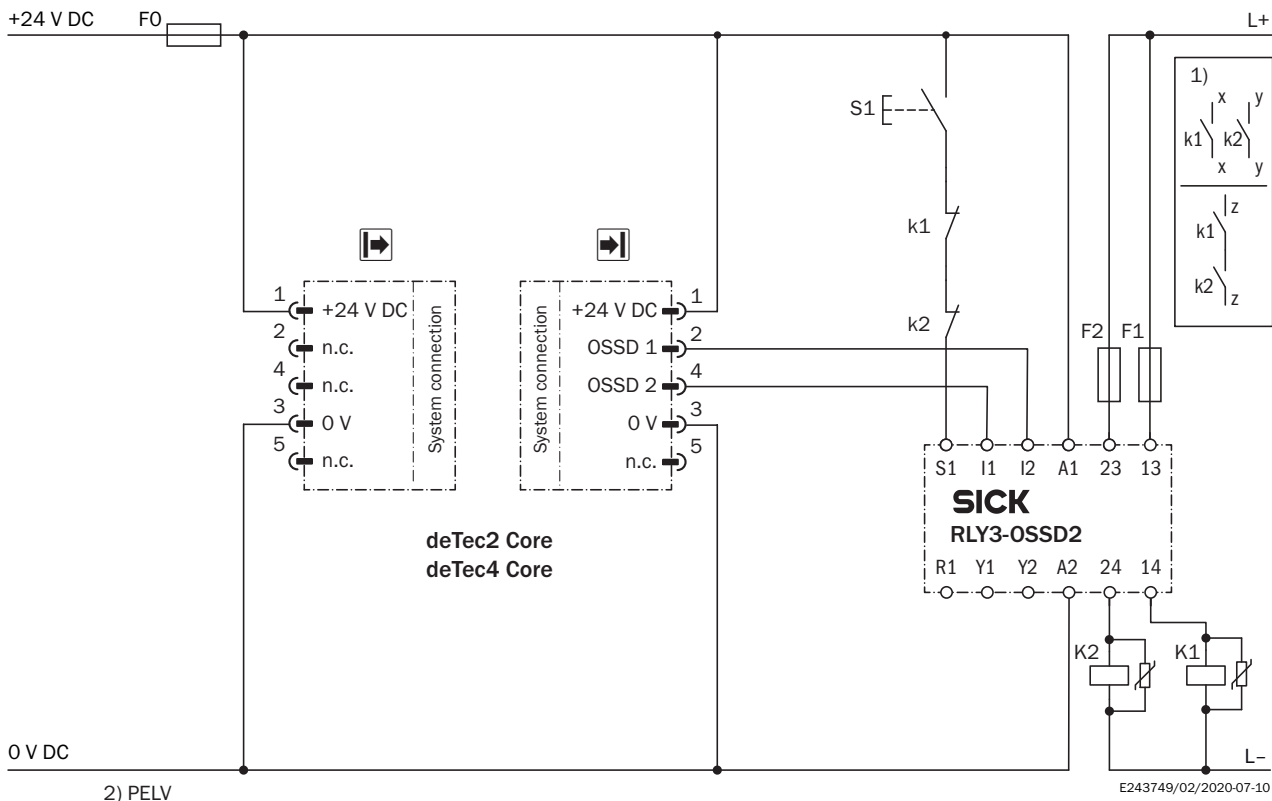 +24 V DC F0 L+
1)
x y
k1 k2
x y
z
k1
k2
z
S1
k1
k2
F2 F1
1 +24 V DC
2 n.c.
4 n.c.
3 0 V
5 n.c.
System connection
System connection
+24 V DC 1
OSSD 1 2
OSSD 2 4
0 V 3
n.c. 5
deTec2 Core
deTec4 Core
S1 I1 I2 A1 23 13
SICK
RLY3-OSSD2
R1 Y1 Y2 A2 24 14
K2 K1
0 V DC L–
2) PELV
E243749/02/2020-07-10